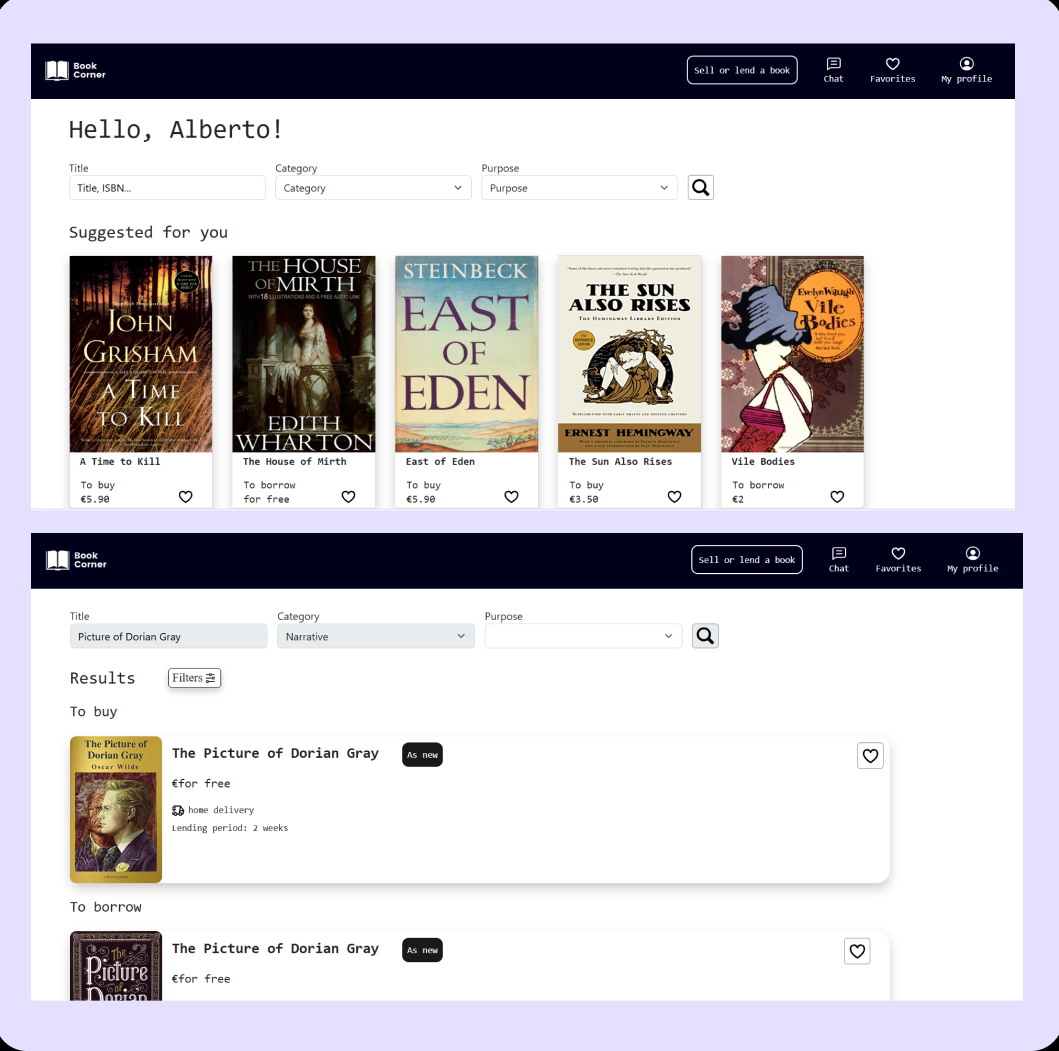 Book
Corner
Sell or lend a book
Chat
Favorites
My profile
Hello, Alberto!
Title
Category
Purpose
Title, ISBN...
Category
Purpose
Suggested for you
JOHN
GRISHAM
A TIME
TO KILL
THE HOUSE
OF MIRTH
WITH 18 ILLUSTRATIONS AND A FREE AUDIO LINK
EDITH
WHARTON
STEINBECK
EAST
OF
EDEN
THE SUN
ALSO RISES
THE HEMINGWAY LIBRARY EDITION
SUPPLEMENTED WITH EARLY DRAFTS AND DELETED CHAPTERS
ERNEST HEMINGWAY
Evelyn Waugh
Vile
Bodies
A Time to Kill
To buy
€5.90
The House of Mirth
To borrow
for free
East of Eden
To buy
€5.90
The Sun Also Rises
To buy
€3.50
Vile Bodies
To borrow
€2
Book
Corner
Sell or lend a book
Chat
Favorites
My profile
Title
Category
Purpose
Picture of Dorian Gray
Narrative
Results
Filters
To buy
The Picture of
Dorian Gray
Oscar Wilde
The Picture of Dorian Gray
As new
€for free
home delivery
Lending period: 2 weeks
To borrow
The
Picture
of
Dorian
The Picture of Dorian Gray
As new
€for free